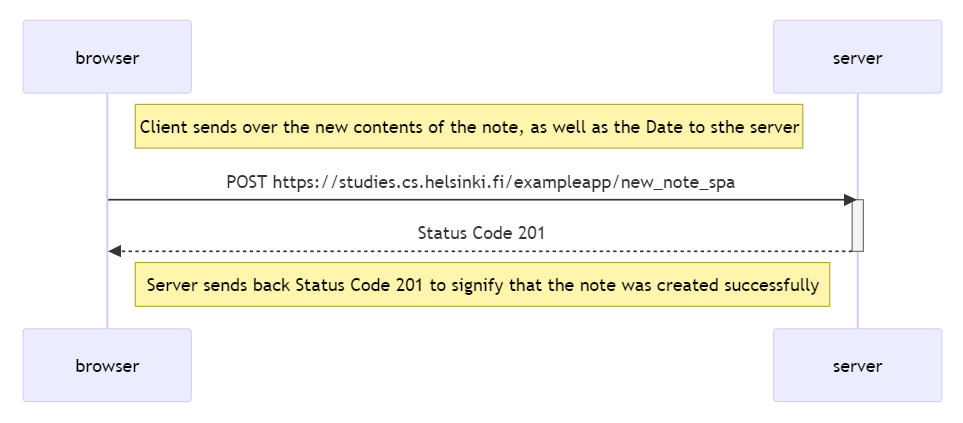 browser
server
Client sends over the new contents of the note, as well as the Date to sthe server
POST https://studies.cs.helsinki.fi/exampleapp/new_note_spa
Status Code 201
Server sends back Status Code 201 to signify that the note was created successfully
browser
server